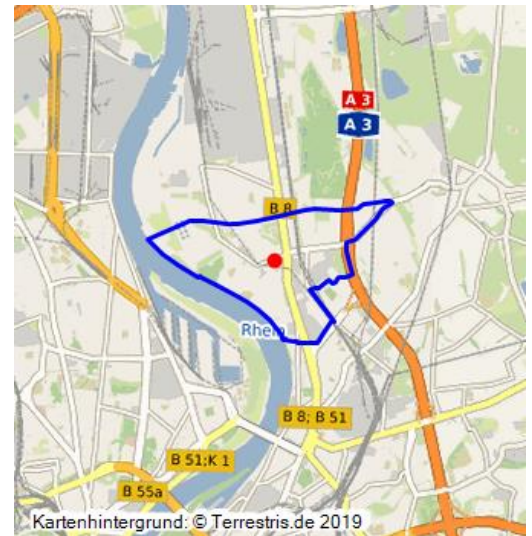 A 3
A 3
B 8
Rhein
B 8; B 51
B 51;K 1
B 55a
Kartenhintergrund: © Terrestris.de 2019